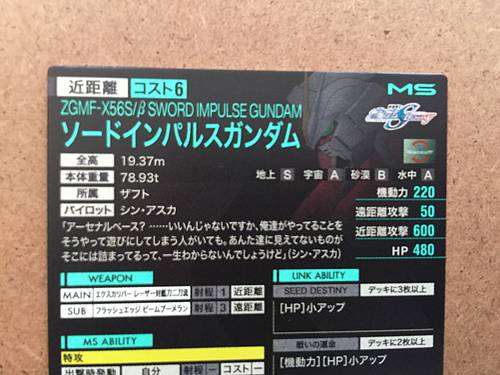 近距離 コスト6 MS
ZGMF-X56S/β SWORD IMPULSE GUNDAM
ソードインパルスガンダム
全高 19.37m
本体重量 78.93t
地上 S 宇宙 A 砂漠 B 水中 A
所属 ザフト
機動力 220
パイロット シン・アスカ
遠距離攻撃 50
近距離攻撃 600
HP 480
「アーセナルベース? ……いいんじゃないですか、俺達がやってることを
そうやって遊びにしてしまう人がいても。あんた達に見えてないものが
そこには詰まってるって、一生わからないんでしょうけど」(シン・アスカ)
WEAPON
MAIN エクスカリバー レーザー対艦刀二刀流 射程 1 近距離
SUB フラッシュエッジ ビームブーメラン 射程 3 遠距離
MS ABILITY
特攻
出撃時発動 自分 射程 ー コスト ー
LINK ABILITY
SEED DESTINY デッキに3枚以上
[HP]小アップ
戦いの運命 デッキに2枚以上
[機動力][HP]小アップ